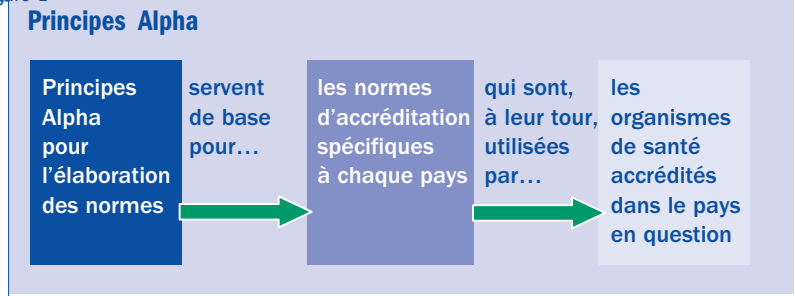 Principes Alpha
Principes
Alpha
pour
l'élaboration
des normes
servent
de base
pour…
les normes
d'accréditation
spécifiques
à chaque pays
qui sont,
à leur tour,
utilisées
par…
les
organismes
de santé
accrédités
dans le pays
en question